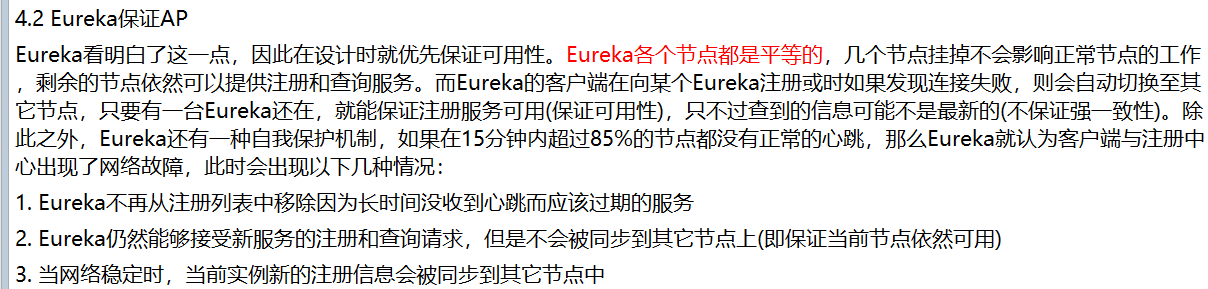 4.2 Eureka保证AP
Eureka看明白了这一点，因此在设计时就优先保证可用性。Eureka各个节点都是平等的，几个节点挂掉不会影响正常节点的工作
，剩余的节点依然可以提供注册和查询服务。而Eureka的客户端在向某个Eureka注册或时如果发现连接失败，则会自动切换至其
它节点，只要有一台Eureka还在，就能保证注册服务可用(保证可用性)，只不过查到的信息可能不是最新的(不保证强一致性)。除
此之外，Eureka还有一种自我保护机制，如果在15分钟内超过85%的节点都没有正常的心跳，那么Eureka就认为客户端与注册中
心出现了网络故障，此时会出现以下几种情况：
1. Eureka不再从注册列表中移除因为长时间没收到心跳而应该过期的服务
2. Eureka仍然能够接受新服务的注册和查询请求，但是不会被同步到其它节点上(即保证当前节点依然可用)
3. 当网络稳定时，当前实例新的注册信息会被同步到其它节点中